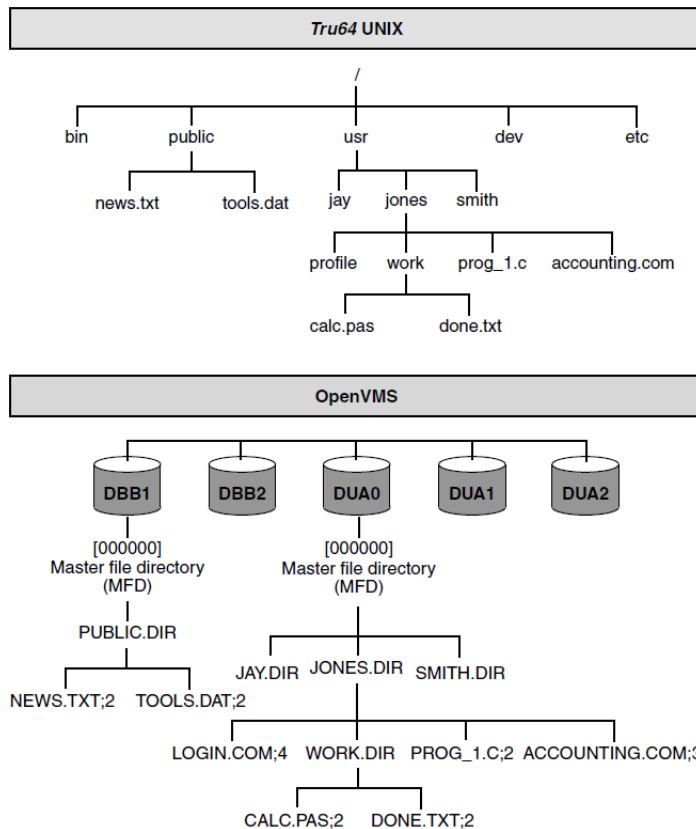 Tru64 UNIX
/
bin public usr dev etc
news.txt tools.dat jay jones smith
profile work prog_1.c accounting.com
calc.pas done.txt
OpenVMS
DBB1 DBB2 DUA0 DUA1 DUA2
[000000] [000000]
Master file directory Master file directory
(MFD) (MFD)
PUBLIC.DIR
JAY.DIR JONES.DIR SMITH.DIR
NEWS.TXT;2 TOOLS.DAT;2
LOGIN.COM;4 WORK.DIR PROG_1.C;2 ACCOUNTING.COM;3
CALC.PAS;2 DONE.TXT;2